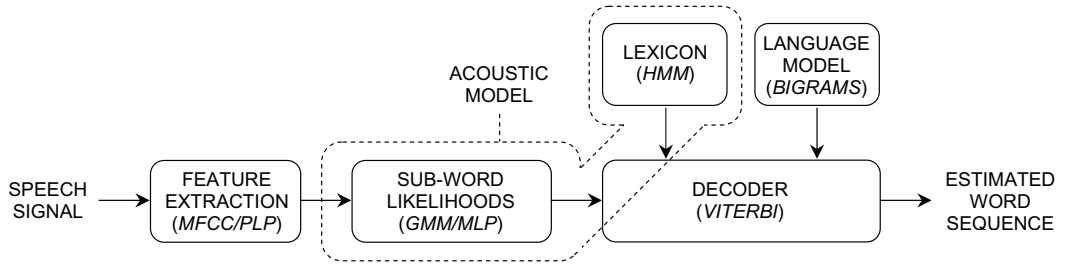 SPEECH
SIGNAL
FEATURE
EXTRACTION
(MFCC/PLP)
ACOUSTIC
MODEL
SUB-WORD
LIKELIHOODS
(GMM/MLP)
LEXICON
(HMM)
LANGUAGE
MODEL
(BIGRAMS)
DECODER
(VITERBI)
ESTIMATED
WORD
SEQUENCE